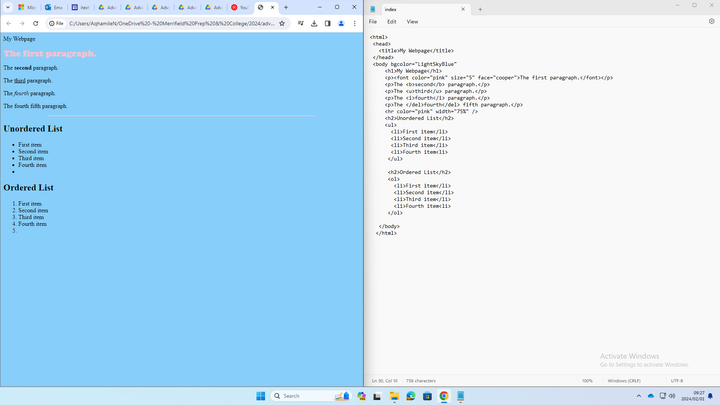 Micr
Emai
itexi
Adv
Adv
Adv
Adv
Adv
You
File
C:/Users/AqhamileN/OneDrive%20-%20Merrifield%20Prep%208%20College/2024/adv...
My Webpage
The first paragraph.
The second paragraph.
The third paragraph.
The fourth paragraph.
The fourth fifth paragraph.
Unordered List
First item
Second item
Third item
Fourth item
Ordered List
1. First item
2. Second item
3. Third item
4. Fourth item
5.
index
File Edit View
<html>
<head>
<title>My Webpage/title>
</head>
<body bgcolor="LightSkyBlue"
<h1>My Webpage</h1>
<p><font color="pink" size="5" face="cooper">The first paragraph.</font></p>
<p>The <b>second</b> paragraph.</p>
<p>The <u>third</u> paragraph.</p>
<p>The <i>fourth</i> paragraph.</p>
<p>The </del>fourth</del> fifth paragraph.</p>
<hr color="pink" width="75%" />
<h2>Unordered List</h2>
<ul>
<li>First item</li>
<li>Second item</li>
<li>Third item</li>
<li>Fourth item<li>
</ul>
<h2>Ordered List</h2>
<ol>
<li>First item</li>
<li>Second item</li>
<li>Third item</li>
<li>Fourth item<li>
</ol>
</body>
</html>
Activate Windows
Go to Settings to activate Windows.
Ln 30, Col 10 756 characters 100% Windows (CRLF) UTF-8
Search
09:27
2024/02/01